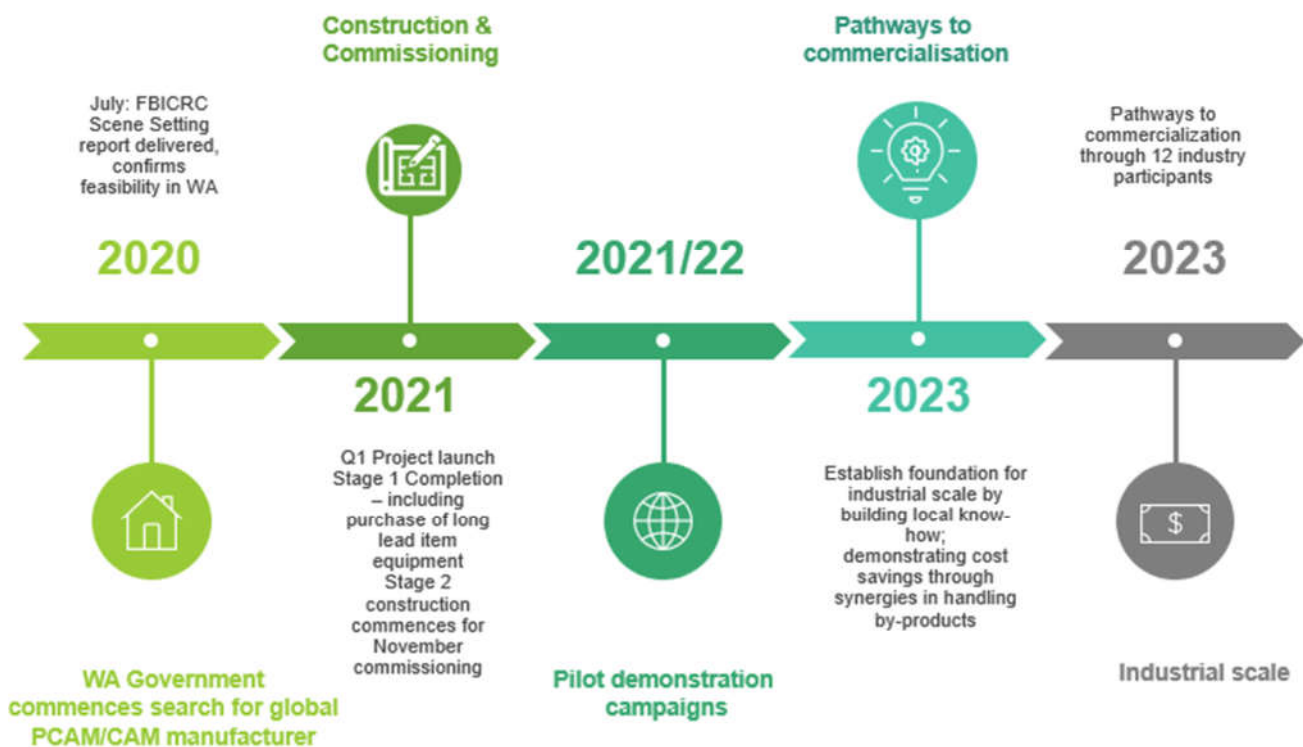 July: FBICRC
Scene Setting
report delivered,
confirms
feasibility in WA
2020
WA Government
commences search for global
PCAM/CAM manufacturer
Construction &
Commissioning
2021
Q1 Project launch
Stage 1 Completion
– including
purchase of long
lead item
equipment
Stage 2
construction
commences for
November
commissioning
2021/22
Pilot demonstration
campaigns
Pathways to
commercialisation
2023
Establish foundation for
industrial scale by
building local know-
how;
demonstrating cost
savings through
synergies in handling
by-products
Pathways to
commercialization
through 12 industry
participants
2023
$
Industrial scale